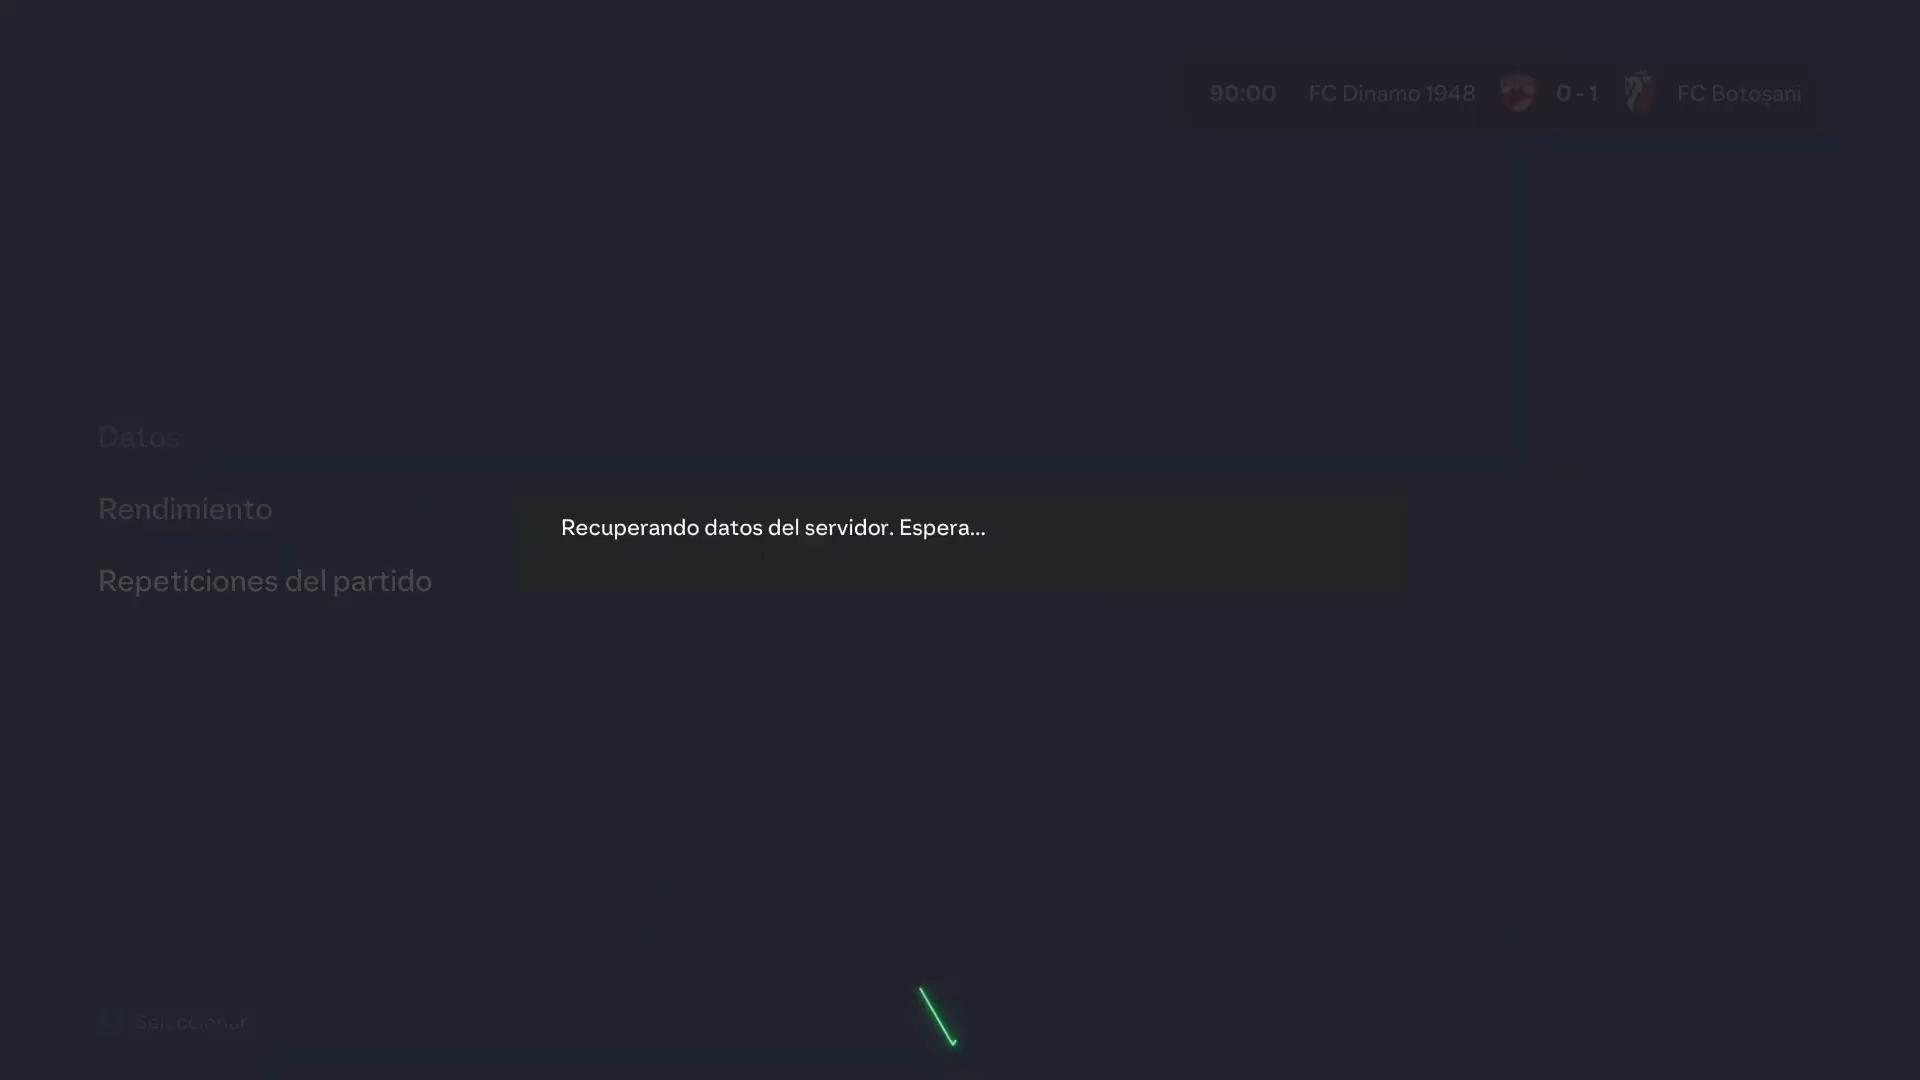 90:00 FC Dinamo 1948 0 - 1 FC Botoșani
Datos
Rendimiento
Recuperando datos del servidor. Espera...
Repeticiones del partido
Seleccionar